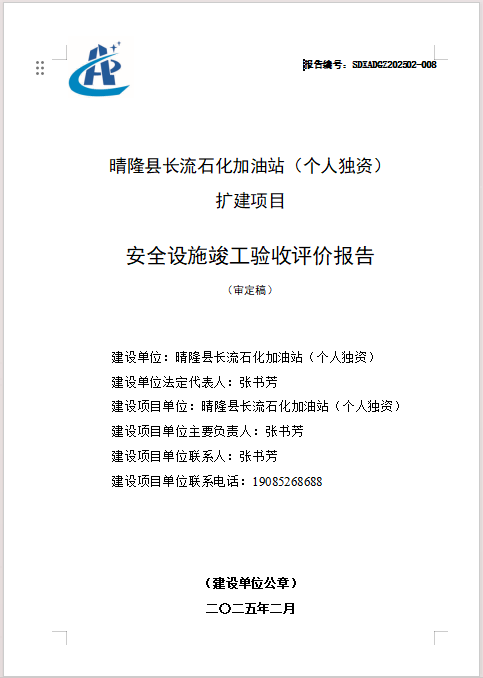 报告编号：SDXADGZ202502-008
晴隆县长流石化加油站（个人独资）
扩建项目
安全设施竣工验收评价报告
（审定稿）
建设单位：晴隆县长流石化加油站（个人独资）
建设单位法定代表人：张书芳
建设项目单位：晴隆县长流石化加油站（个人独资）
建设项目单位主要负责人：张书芳
建设项目单位联系人：张书芳
建设项目单位联系电话：19085268688
（建设单位公章）
二〇二五年二月